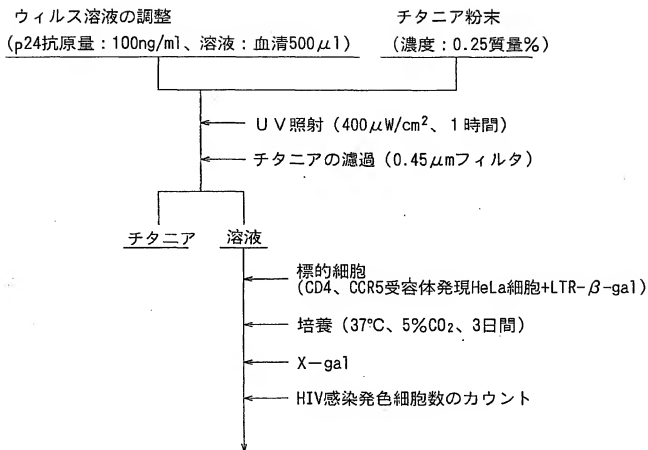 ウィルス溶液の調整
(p24抗原量：100ng/ml、溶液：血清500μl)
チタニア粉末
(濃度：0.25質量%)
UV照射（400μW/cm²、1時間）
チタニアの濾過（0.45μmフィルタ）
チタニア
溶液
標的細胞
(CD4、CCR5受容体発現HeLa細胞+LTR-β-gal)
培養（37℃、5%CO₂、3日間）
X－gal
HIV感染発色細胞数のカウント